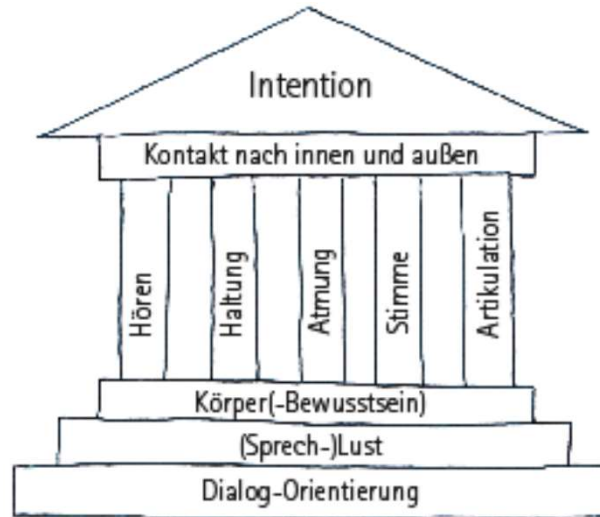 Intention
Kontakt nach innen und außen
Hören
Haltung
Atmung
Stimme
Artikulation
Körper(-Bewusstsein)
(Sprech-)Lust
Dialog-Orientierung